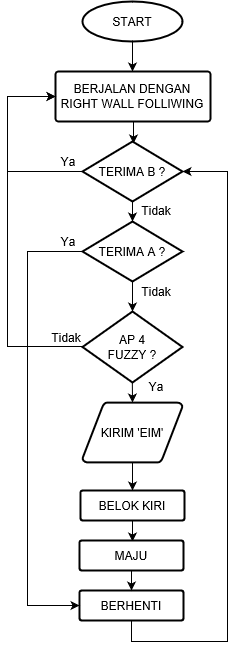 START
BERJALAN DENGAN
RIGHT WALL FOLLIWING
TERIMA B ?
Ya
Tidak
TERIMA A ?
Ya
Tidak
AP 4
FUZZY ?
Tidak
Ya
KIRIM 'EIM'
BELOK KIRI
MAJU
BERHENTI